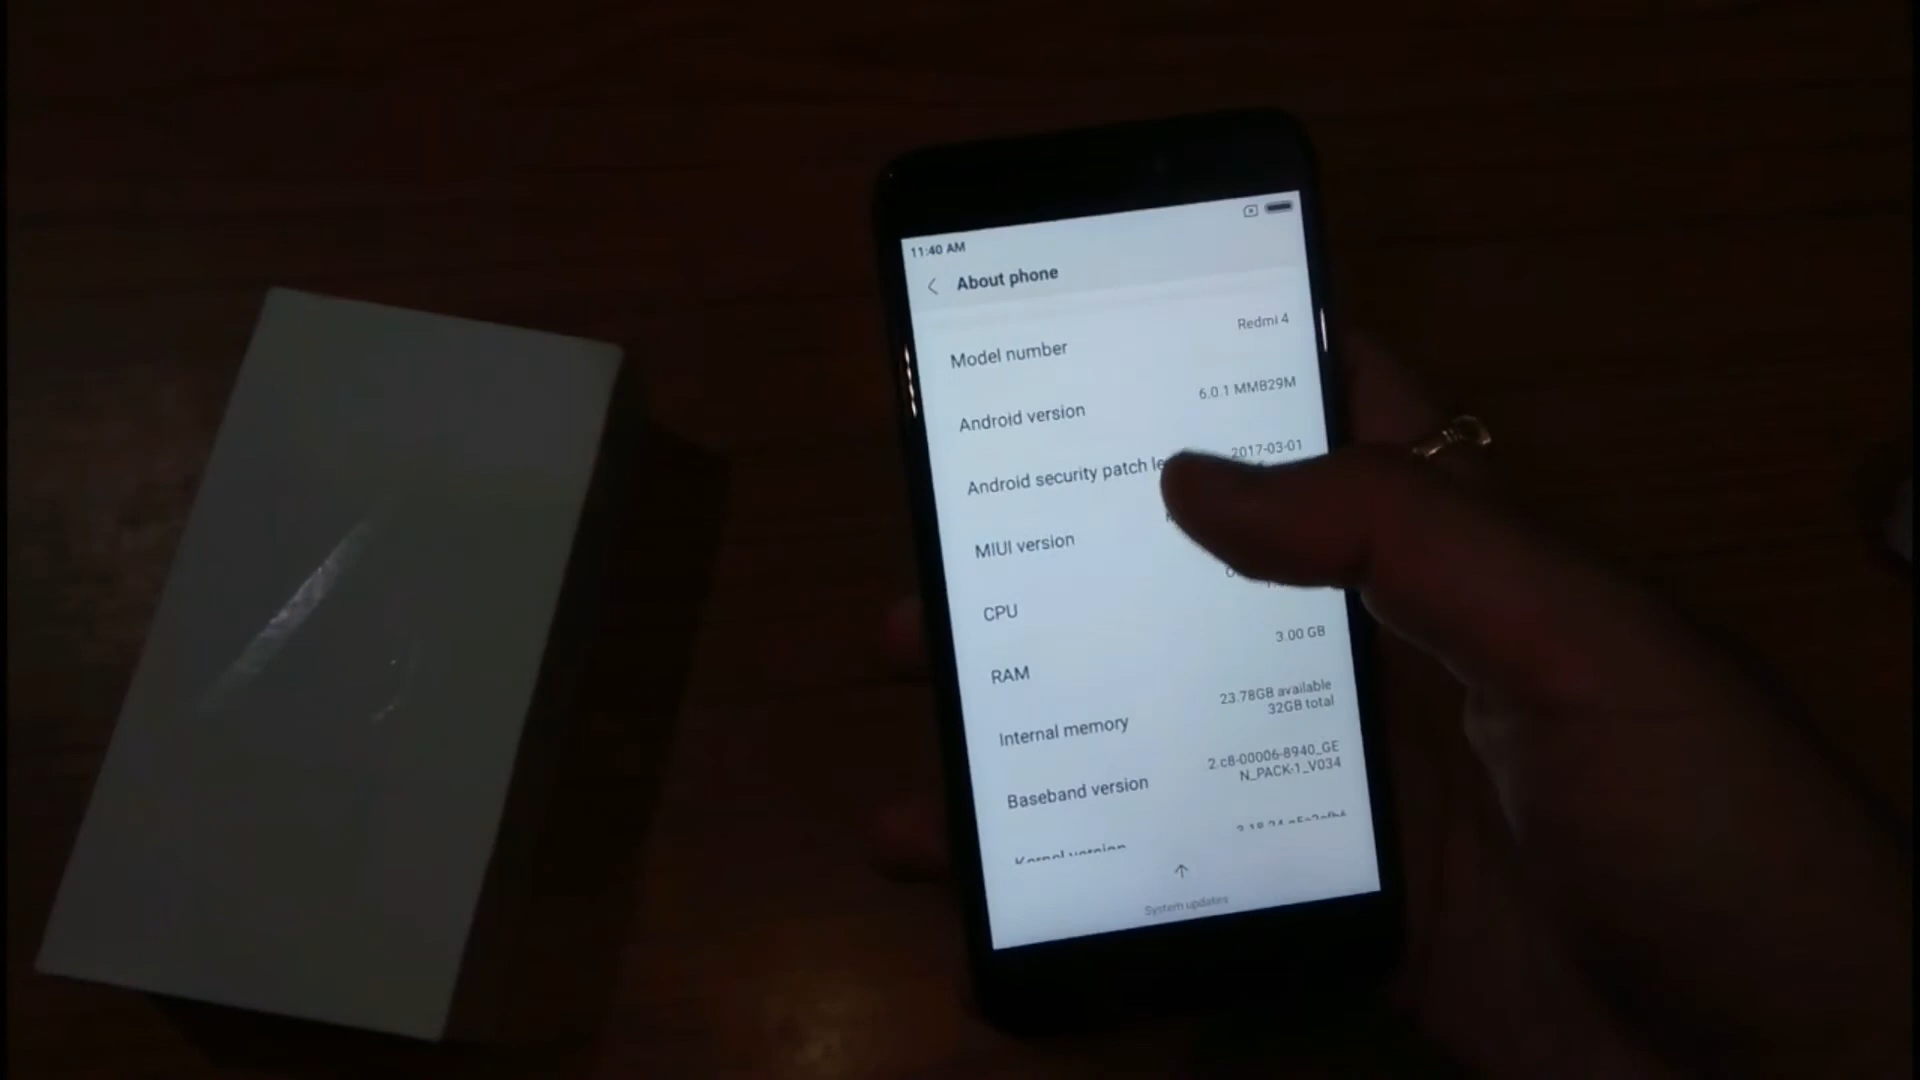 11:40 AM
About phone
Model number
Redmi 4
Android version
6.0.1 MMB29M
Android security patch
2017-03-01
MIUI version
CPU
RAM
3.00 GB
Internal memory
23.78GB available
32GB total
Baseband version
2.c8-00006-8940_GE
N_PACK-1_V034
Kernel version
System updates